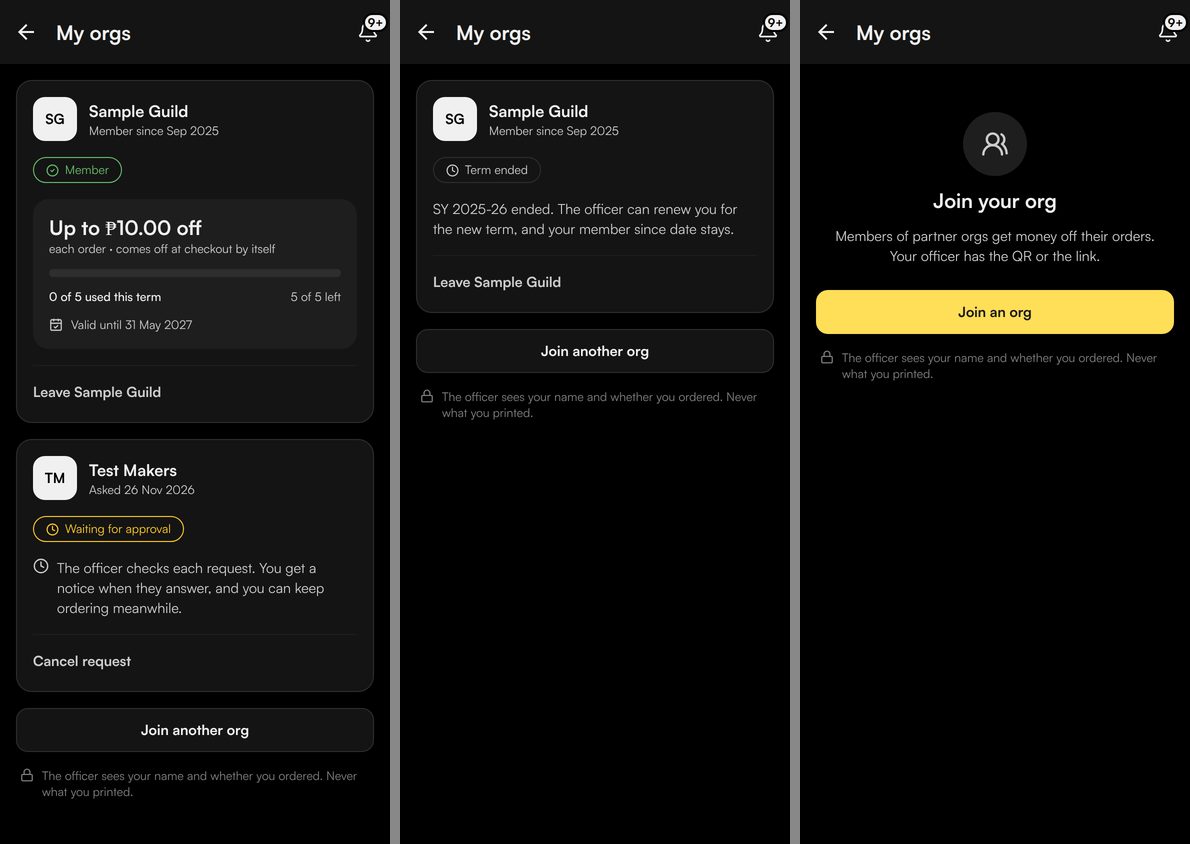 My orgs
9+
SG
Sample Guild
Member since Sep 2025
Member
Up to ₱10.00 off
each order · comes off at checkout by itself
0 of 5 used this term
5 of 5 left
Valid until 31 May 2027
Leave Sample Guild
TM
Test Makers
Asked 26 Nov 2026
Waiting for approval
The officer checks each request. You get a
notice when they answer, and you can keep
ordering meanwhile.
Cancel request
Join another org
The officer sees your name and whether you ordered. Never
what you printed.
My orgs
9+
SG
Sample Guild
Member since Sep 2025
Term ended
SY 2025-26 ended. The officer can renew you for
the new term, and your member since date stays.
Leave Sample Guild
Join another org
The officer sees your name and whether you ordered. Never
what you printed.
My orgs
9+
Join your org
Members of partner orgs get money off their orders.
Your officer has the QR or the link.
Join an org
The officer sees your name and whether you ordered. Never
what you printed.